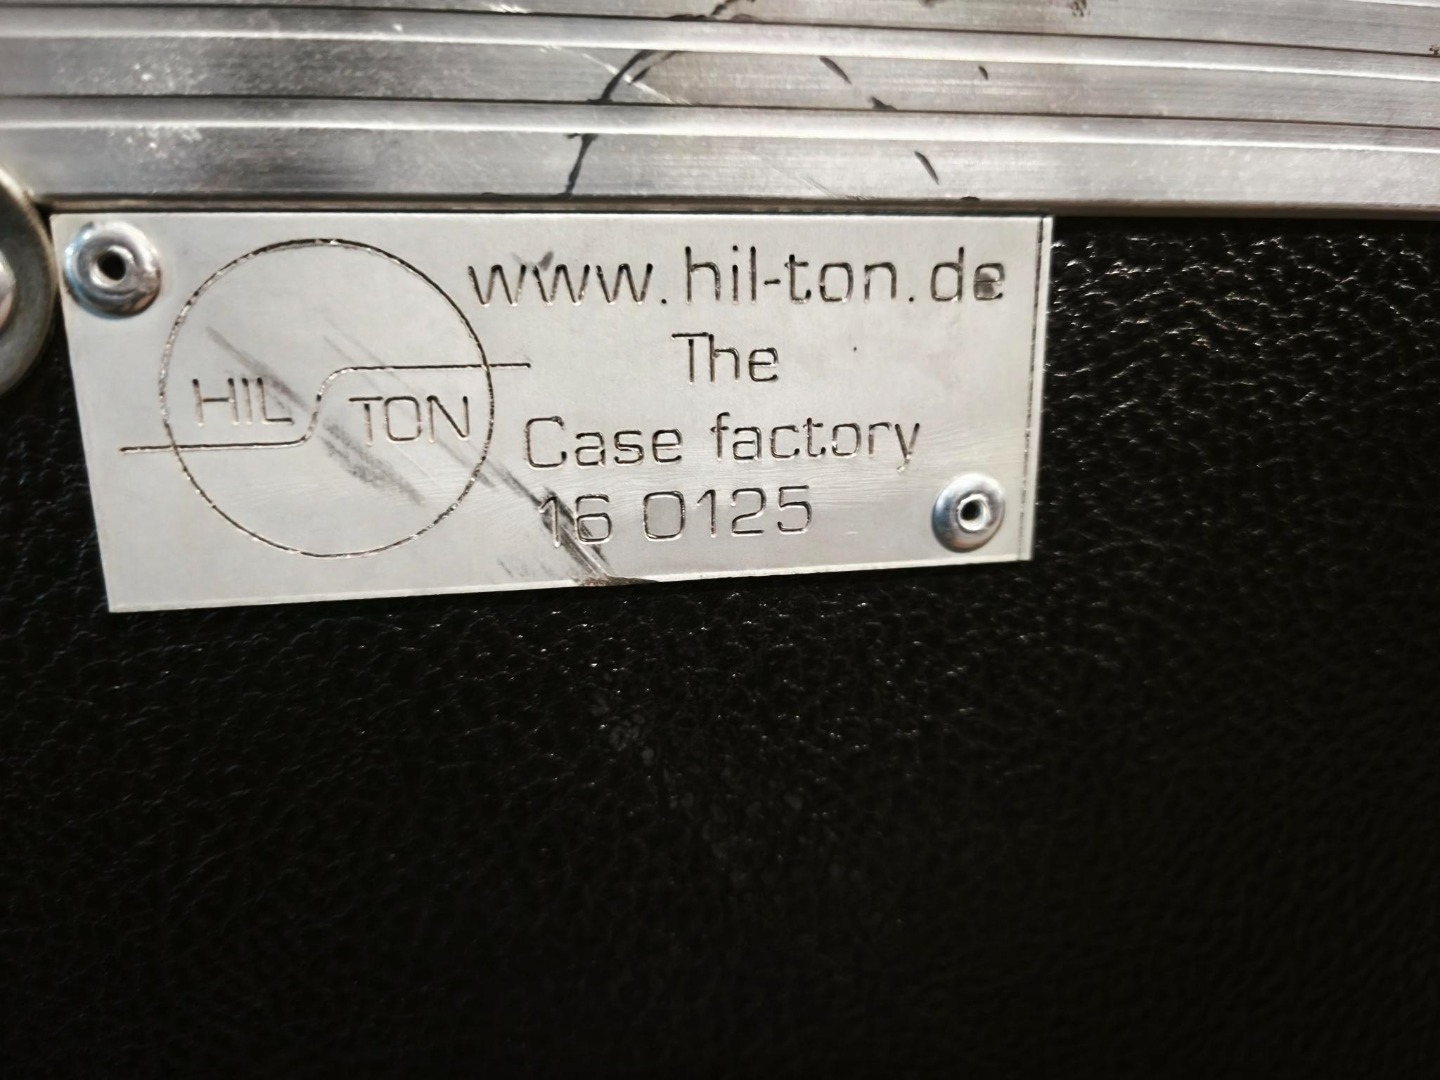 HIL TON
www.hil-ton.de
The
Case factory
16 0125